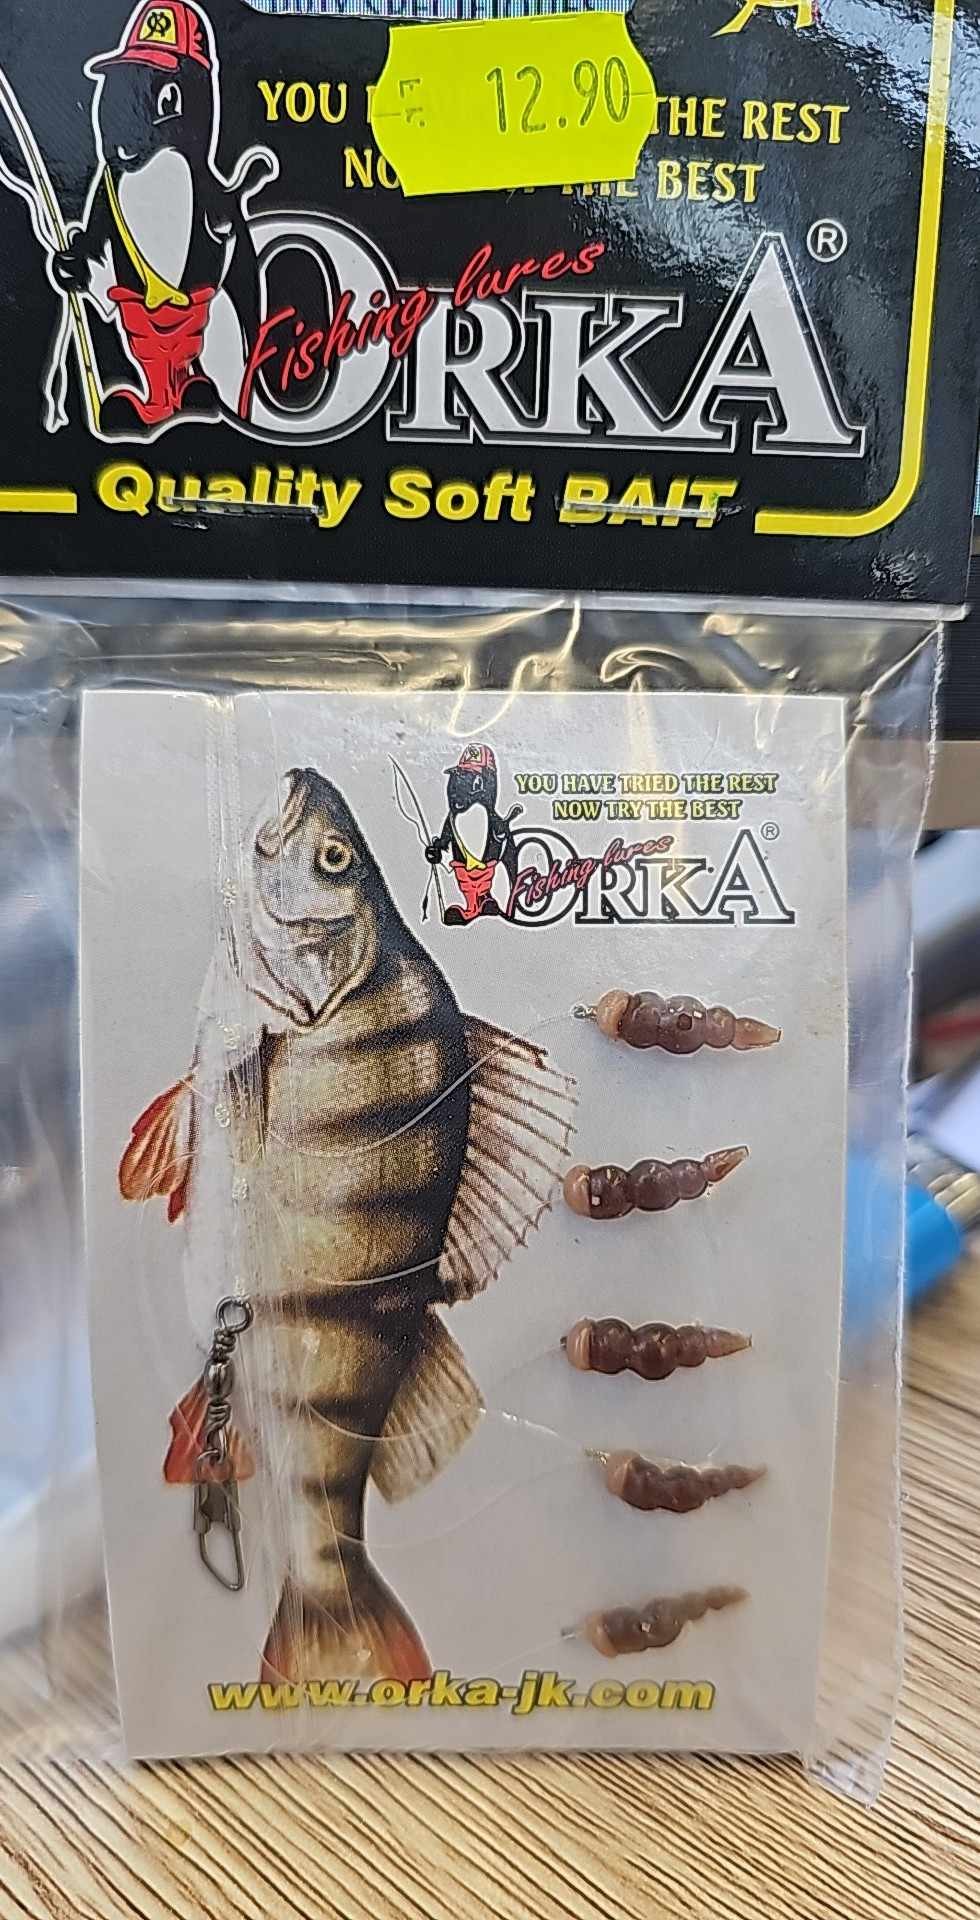 12.90
YOU THE REST
BEST
Fishing lures
ORKA®
Quality Soft BAIT
YOU HAVE TRIED THE REST
NOW TRY THE BEST
Fishing lures
ORKA®
www.orka-jk.com